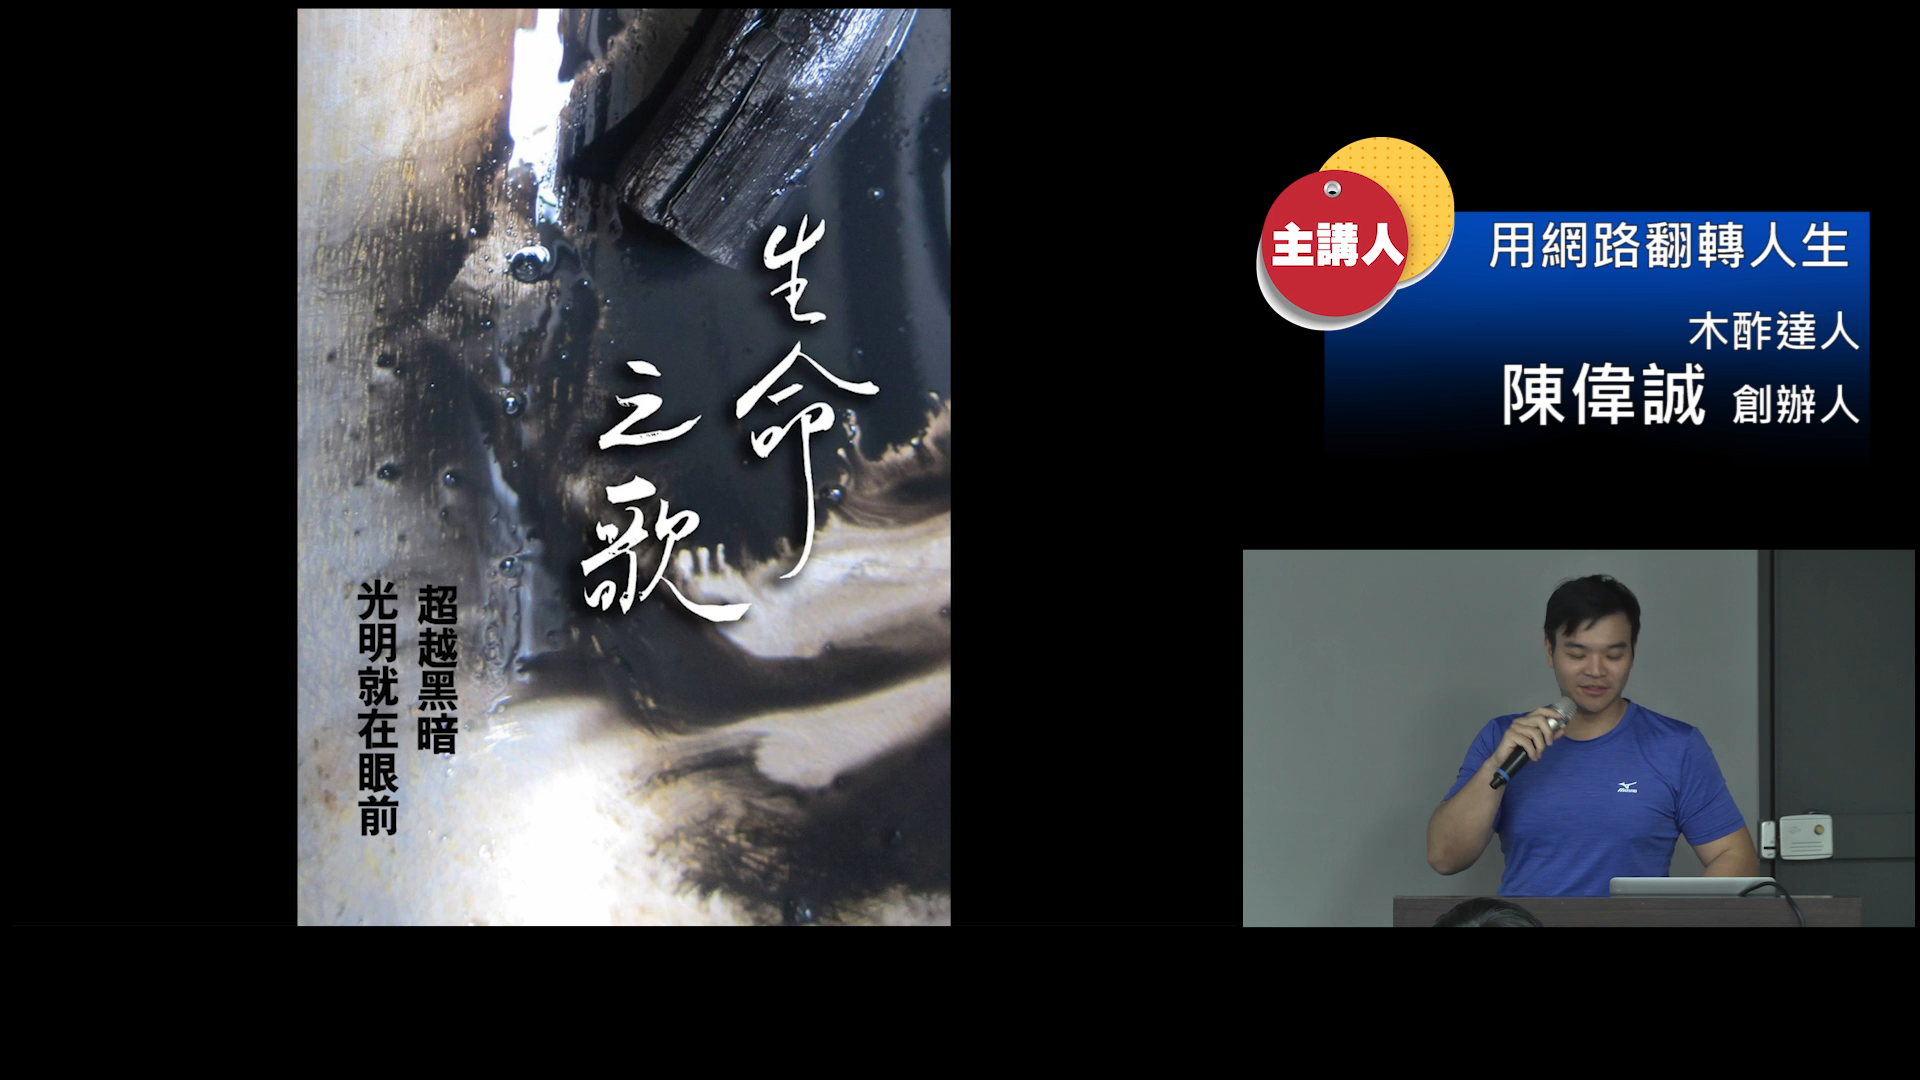 生命
之歌
超越黑暗
光明就在眼前
主講人
用網路翻轉人生
木酢達人
陳偉誠 創辦人
MIZUNO